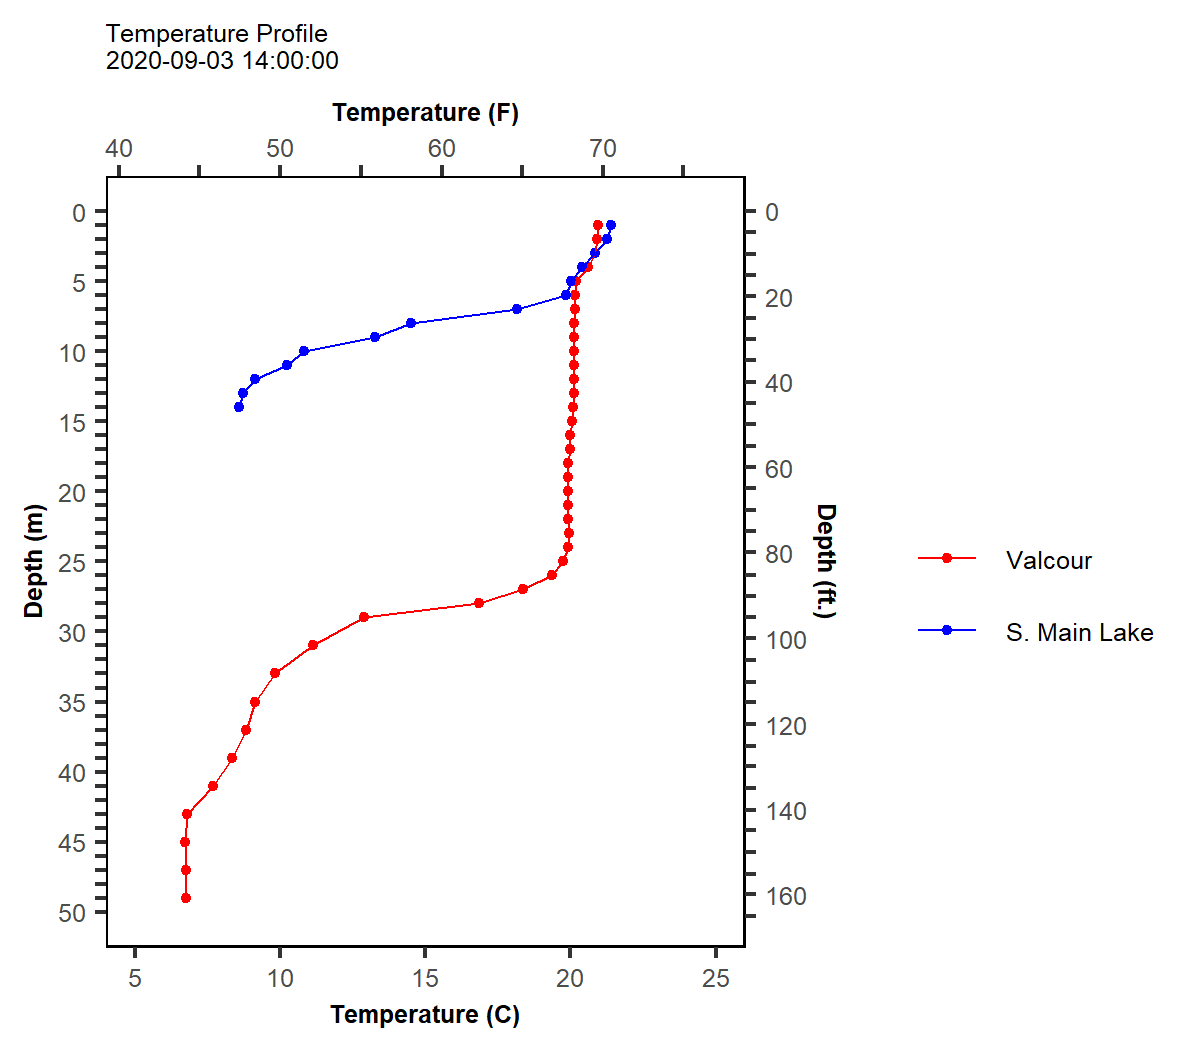 Temperature Profile
2020-09-03 14:00:00
Temperature (F)
40 50 60 70
0
5
10
15
20
25
30
35
40
45
50
Depth (m)
0
20
40
60
80
100
120
140
160
Depth (ft.)
Valcour
S. Main Lake
5 10 15 20 25
Temperature (C)